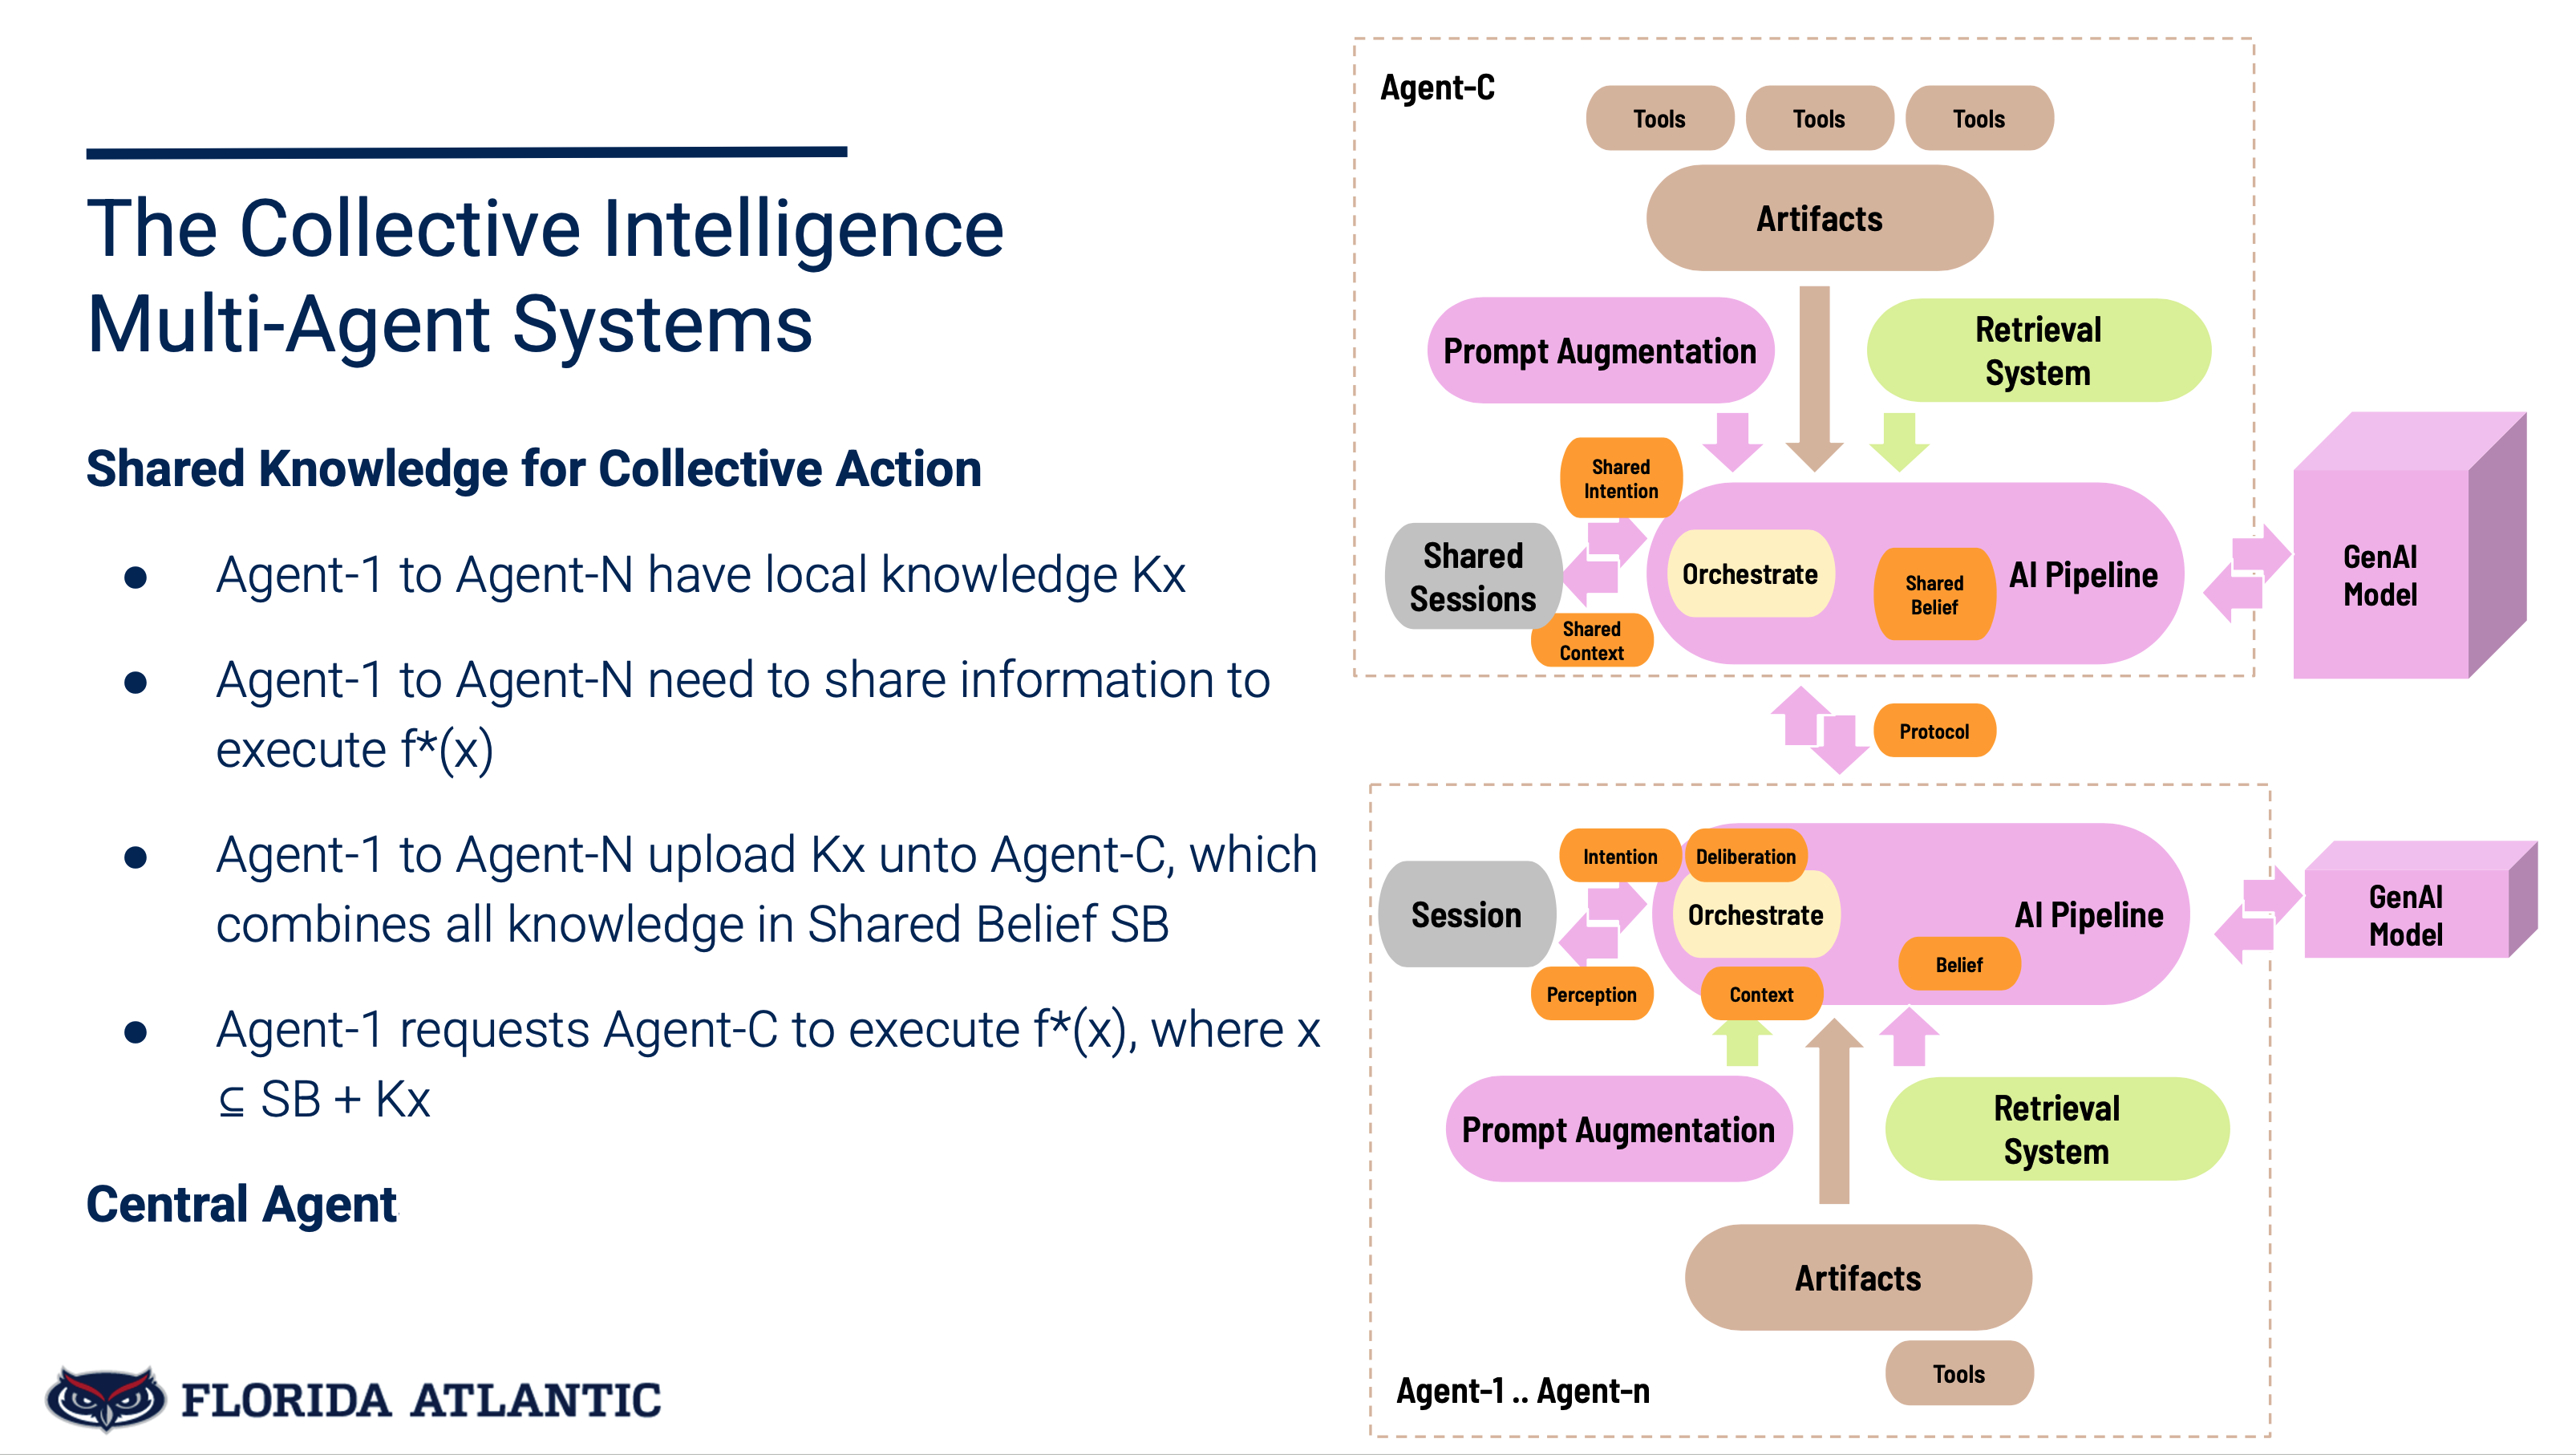 The Collective Intelligence
Multi-Agent Systems
Shared Knowledge for Collective Action
● Agent-1 to Agent-N have local knowledge Kx
● Agent-1 to Agent-N need to share information to
execute f*(x)
● Agent-1 to Agent-N upload Kx unto Agent-C, which
combines all knowledge in Shared Belief SB
● Agent-1 requests Agent-C to execute f*(x), where x
⊆ SB + Kx
Central Agent
FLORIDA ATLANTIC
Agent-C
Tools
Tools
Tools
Artifacts
Prompt Augmentation
Retrieval
System
Shared
Intention
Shared
Sessions
Shared
Context
Orchestrate
Shared
Belief
AI Pipeline
GenAI
Model
Protocol
Intention
Deliberation
Session
Orchestrate
AI Pipeline
GenAI
Model
Belief
Perception
Context
Prompt Augmentation
Retrieval
System
Artifacts
Tools
Agent-1 .. Agent-n